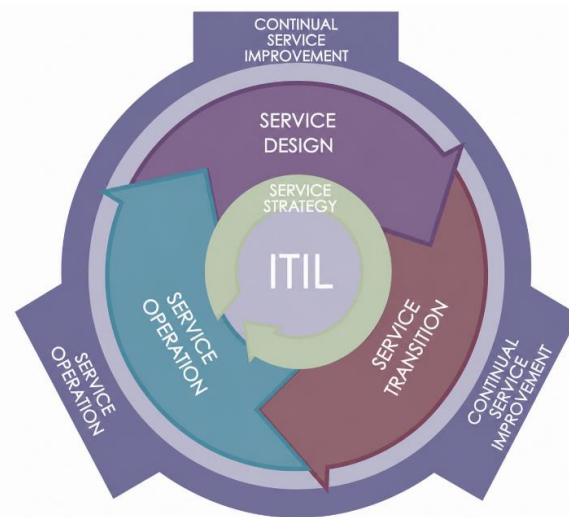 CONTINUAL
SERVICE
IMPROVEMENT
SERVICE
DESIGN
SERVICE
STRATEGY
ITIL
SERVICE
OPERATION
SERVICE
TRANSITION
SERVICE
OPERATION
CONTINUAL
SERVICE
IMPROVEMENT